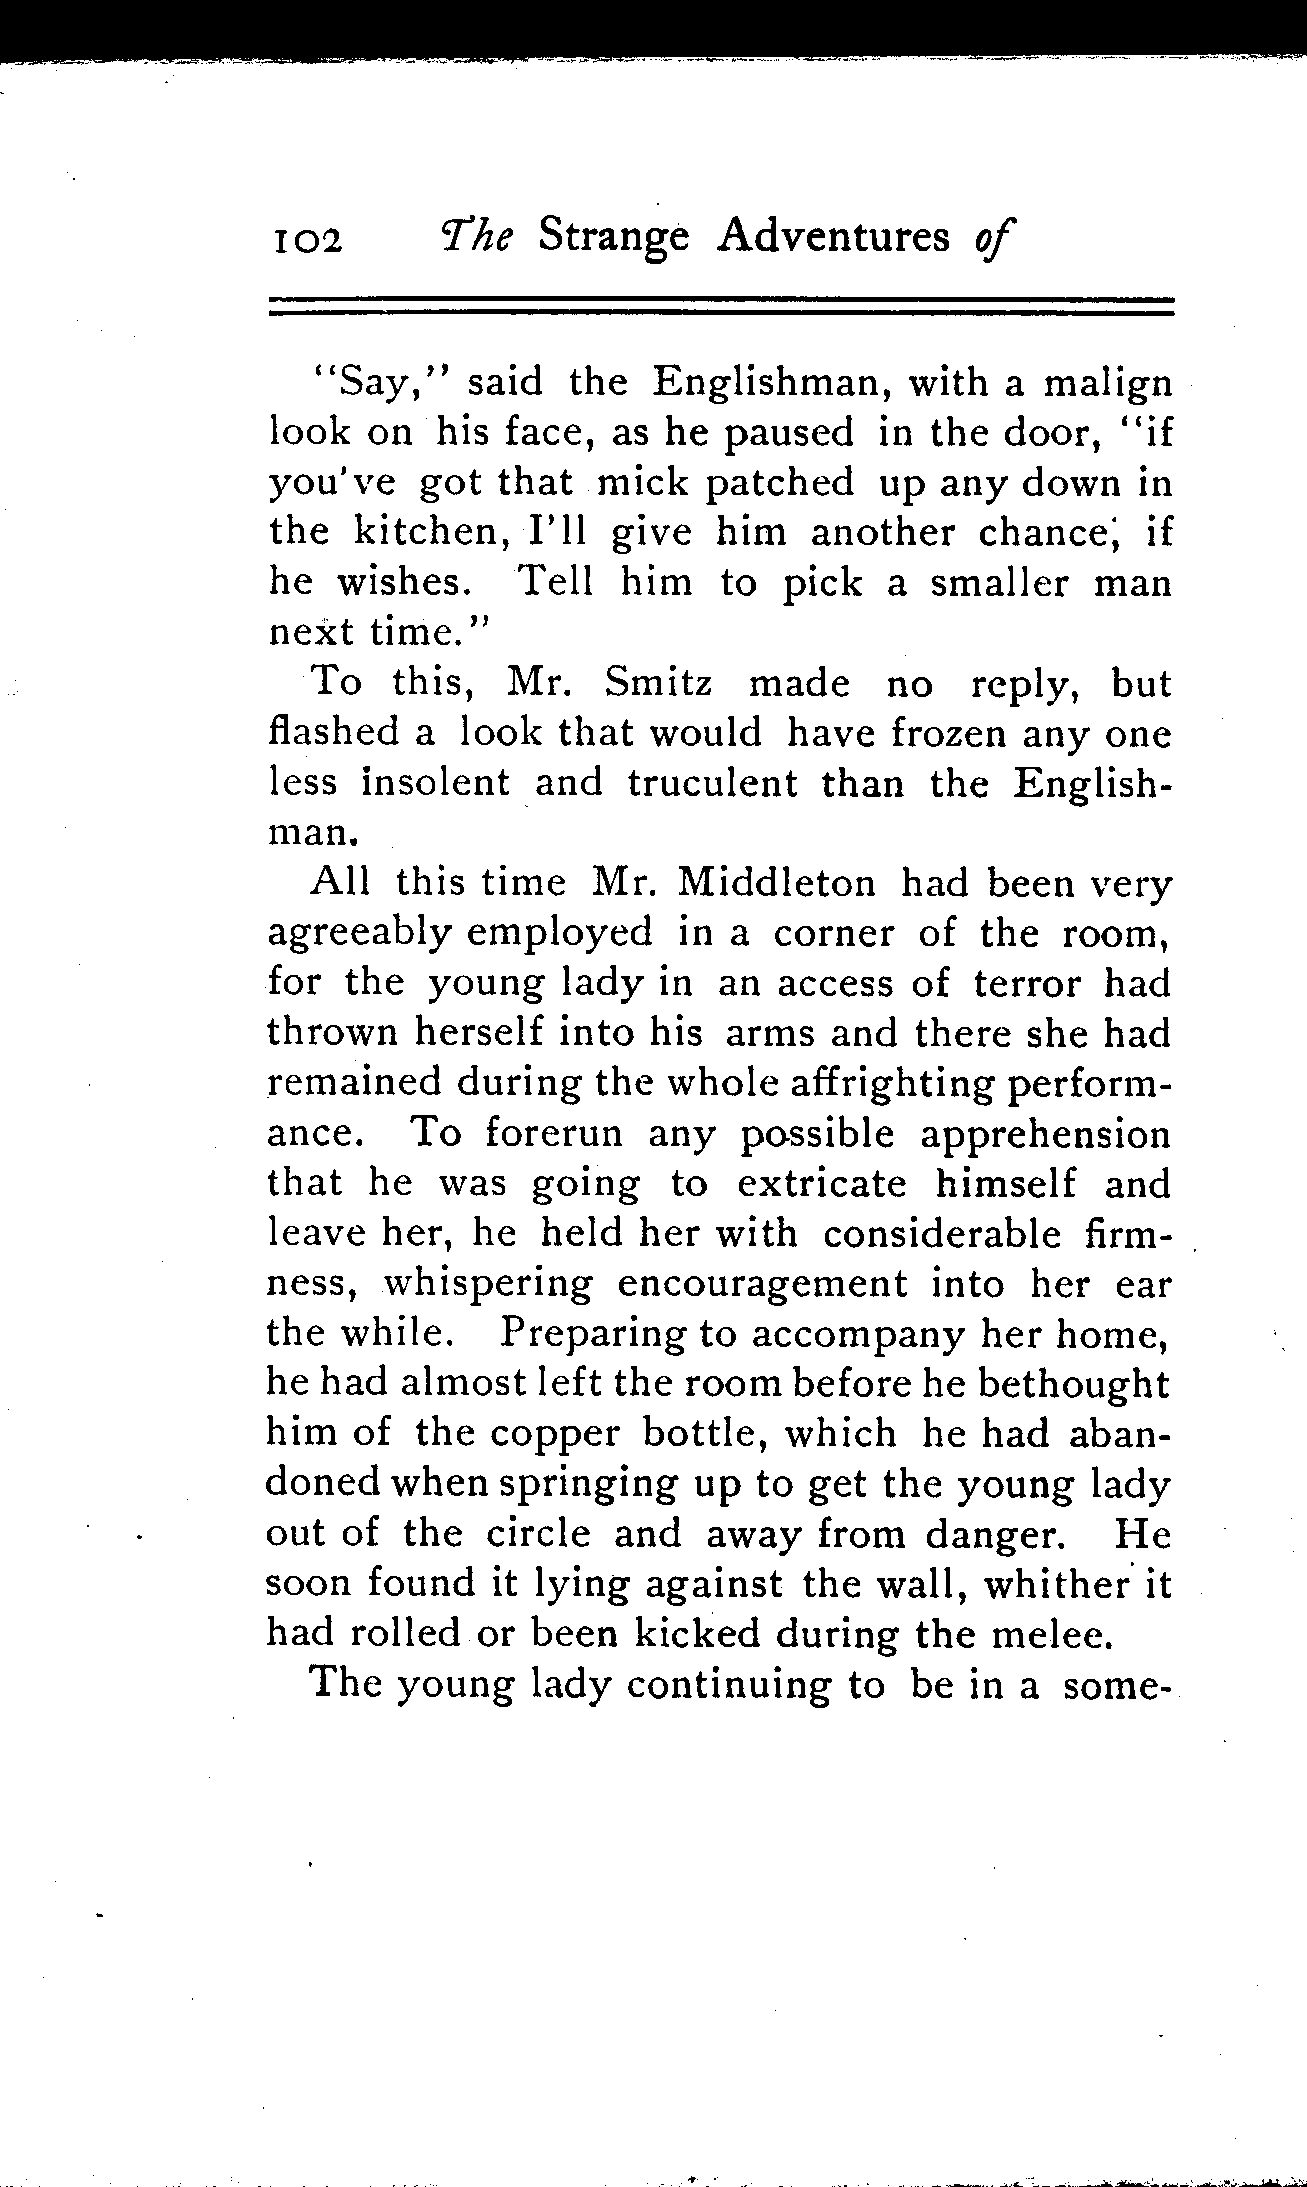 102 The Strange Adventures of
"Say," said the Englishman, with a malign
look on his face, as he paused in the door, "if
you've got that mick patched up any down in
the kitchen, I'll give him another chance, if
he wishes. Tell him to pick a smaller man
next time."
To this, Mr. Smitz made no reply, but
flashed a look that would have frozen any one
less insolent and truculent than the English-
man.
All this time Mr. Middleton had been very
agreeably employed in a corner of the room,
for the young lady in an access of terror had
thrown herself into his arms and there she had
remained during the whole affrighting perform-
ance. To forerun any possible apprehension
that he was going to extricate himself and
leave her, he held her with considerable firm-
ness, whispering encouragement into her ear
the while. Preparing to accompany her home,
he had almost left the room before he bethought
him of the copper bottle, which he had aban-
doned when springing up to get the young lady
out of the circle and away from danger. He
soon found it lying against the wall, whither it
had rolled or been kicked during the melee.
The young lady continuing to be in a some-